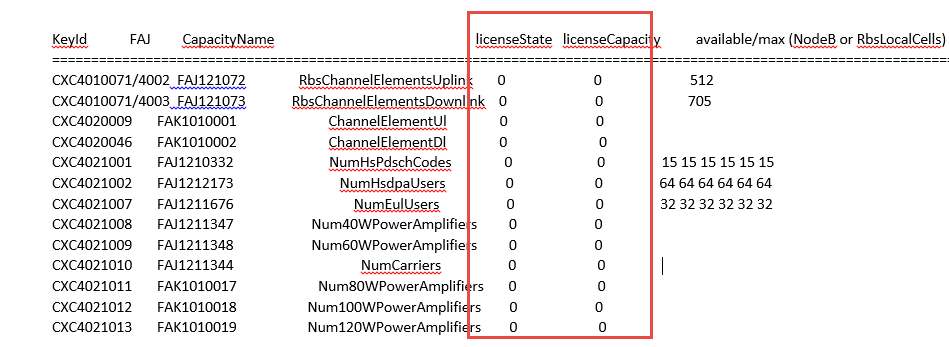 KeyId FAJ CapacityName licenseState licenseCapacity available/max (NodeB or RbsLocalCells)
================================================================================
CXC4010071/4002 FAJ121072 RbsChannelElementsUplink 0 0 512
CXC4010071/4003 FAJ121073 RbsChannelElementsDownlink 0 0 705
CXC4020009 FAK1010001 ChannelElementUl 0 0
CXC4020046 FAK1010002 ChannelElementDl 0 0
CXC4021001 FAJ1210332 NumHsPdschCodes 0 0 15 15 15 15 15 15
CXC4021002 FAJ1212173 NumHsdpaUsers 0 0 64 64 64 64 64 64
CXC4021007 FAJ1211676 NumEulUsers 0 0 32 32 32 32 32 32
CXC4021008 FAJ1211347 Num40WPowerAmplifiers 0 0
CXC4021009 FAJ1211348 Num60WPowerAmplifiers 0 0
CXC4021010 FAJ1211344 NumCarriers 0 0
CXC4021011 FAK1010017 Num80WPowerAmplifiers 0 0
CXC4021012 FAK1010018 Num100WPowerAmplifiers 0 0
CXC4021013 FAK1010019 Num120WPowerAmplifiers 0 0